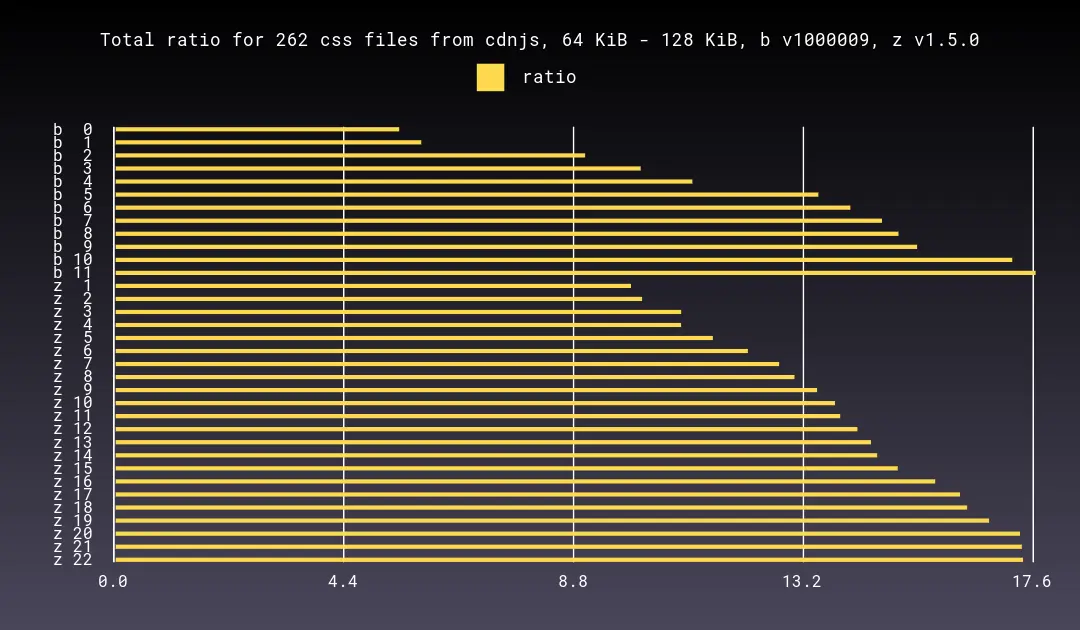 Total ratio for 262 css files from cdnjs, 64 KiB - 128 KiB, b v1000009, z v1.5.0
ratio
b 0
b 1
b 2
b 3
b 4
b 5
b 6
b 7
b 8
b 9
b 10
b 11
z 1
z 2
z 3
z 4
z 5
z 6
z 7
z 8
z 9
z 10
z 11
z 12
z 13
z 14
z 15
z 16
z 17
z 18
z 19
z 20
z 21
z 22
0.0 4.4 8.8 13.2 17.6